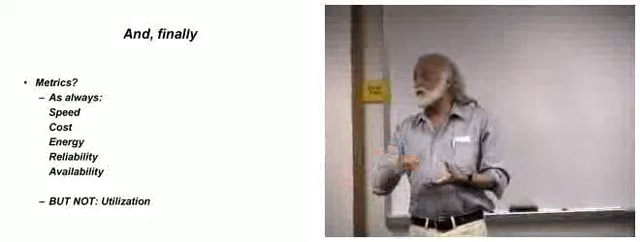 And, finally
• Metrics?
– As always:
Speed
Cost
Energy
Reliability
Availability
– BUT NOT: Utilization